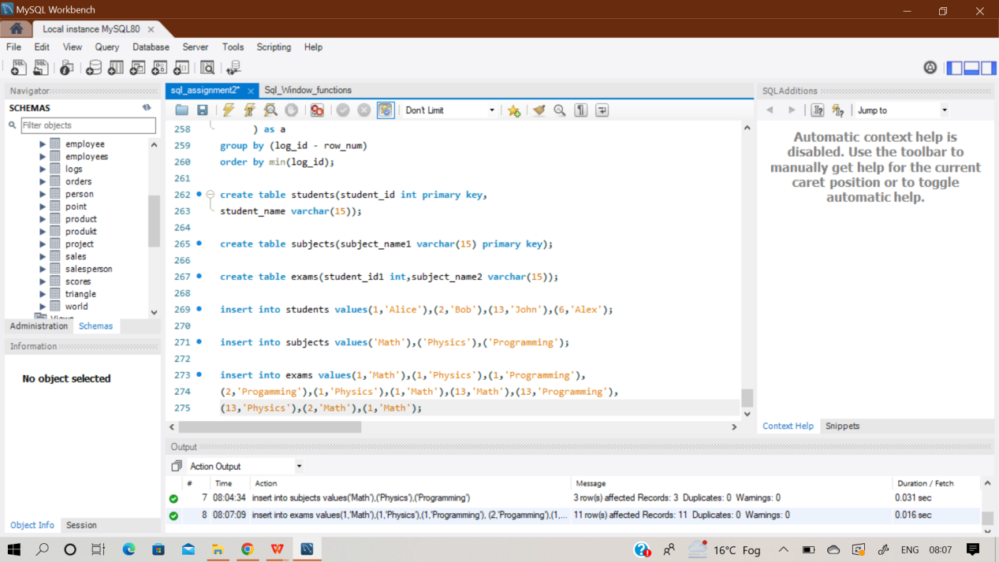 MySQL Workbench
Local instance MySQL80
File Edit View Query Database Server Tools Scripting Help
Navigator
SCHEMAS
Filter objects
employee
employees
logs
orders
person
point
product
produkt
project
sales
salesperson
scores
triangle
world
Views
Administration Schemas
Information
No object selected
Object Info Session
sql_assignment2* Sql_Window_functions
Don't Limit
258 ) as a
259 group by (log_id - row_num)
260 order by min(log_id);
261
262 create table students(student_id int primary key,
263 student_name varchar(15));
264
265 create table subjects(subject_name1 varchar(15) primary key);
266
267 create table exams(student_id1 int,subject_name2 varchar(15));
268
269 insert into students values(1,'Alice'),(2,'Bob'),(13,'John'),(6,'Alex');
270
271 insert into subjects values('Math'),('Physics'),('Programming');
272
273 insert into exams values(1,'Math'),(1,'Physics'),(1,'Programming'),
274 (2,'Progamming'),(1,'Physics'),(1,'Math'),(13,'Math'),(13,'Programming'),
275 (13,'Physics'),(2,'Math'),(1,'Math');
SQLAdditions
Jump to
Automatic context help is
disabled. Use the toolbar to
manually get help for the current
caret position or to toggle
automatic help.
Context Help Snippets
Output
Action Output
# Time Action Message Duration / Fetch
7 08:04:34 insert into subjects values('Math'),('Physics'),('Programming') 3 row(s) affected Records: 3 Duplicates: 0 Warnings: 0 0.031 sec
8 08:07:09 insert into exams values(1,'Math'),(1,'Physics'),(1,'Programming'), (2,'Progamming'),(1,... 11 row(s) affected Records: 11 Duplicates: 0 Warnings: 0 0.016 sec
16°C Fog ENG 08:07